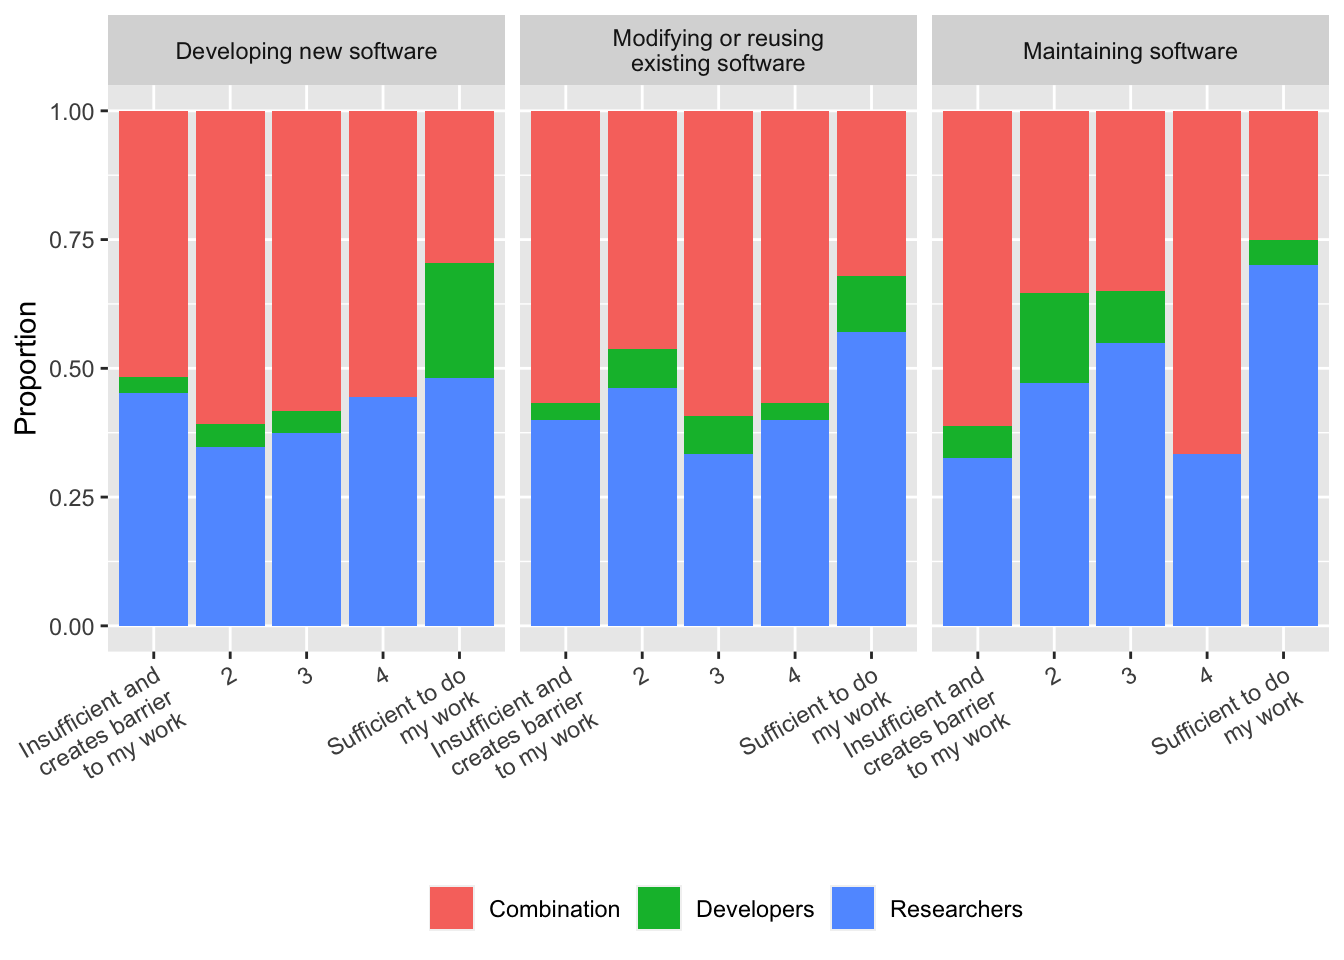 Developing new software
Modifying or reusing
existing software
Maintaining software
Proportion
1.00
0.75
0.50
0.25
0.00
Insufficient and
creates barrier
to my work
2
3
4
Sufficient to do
my work
Insufficient and
creates barrier
to my work
2
3
4
Sufficient to do
my work
Insufficient and
creates barrier
to my work
2
3
4
Sufficient to do
my work
Combination
Developers
Researchers